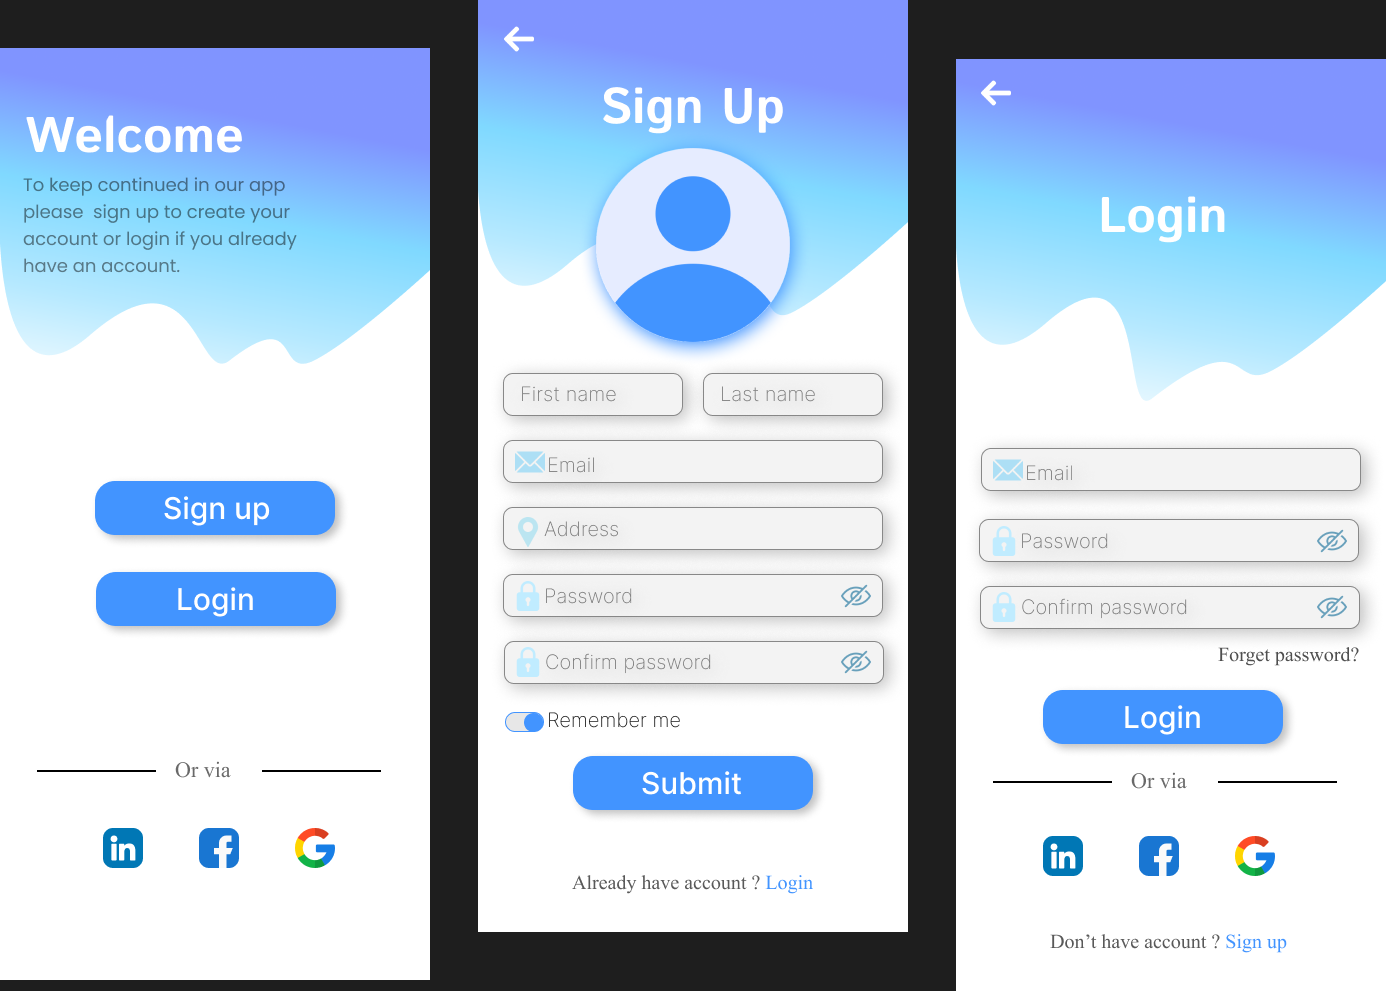 Welcome
To keep continued in our app
please  sign up to create your
account or login if you already
have an account.
Sign up
Login
Or via
in
Sign Up
First name
Last name
Email
Address
Password
Confirm password
Remember me
Submit
Already have account ? Login
Login
Email
Password
Confirm password
Forget password?
Login
Or via
in
Don’t have account ? Sign up